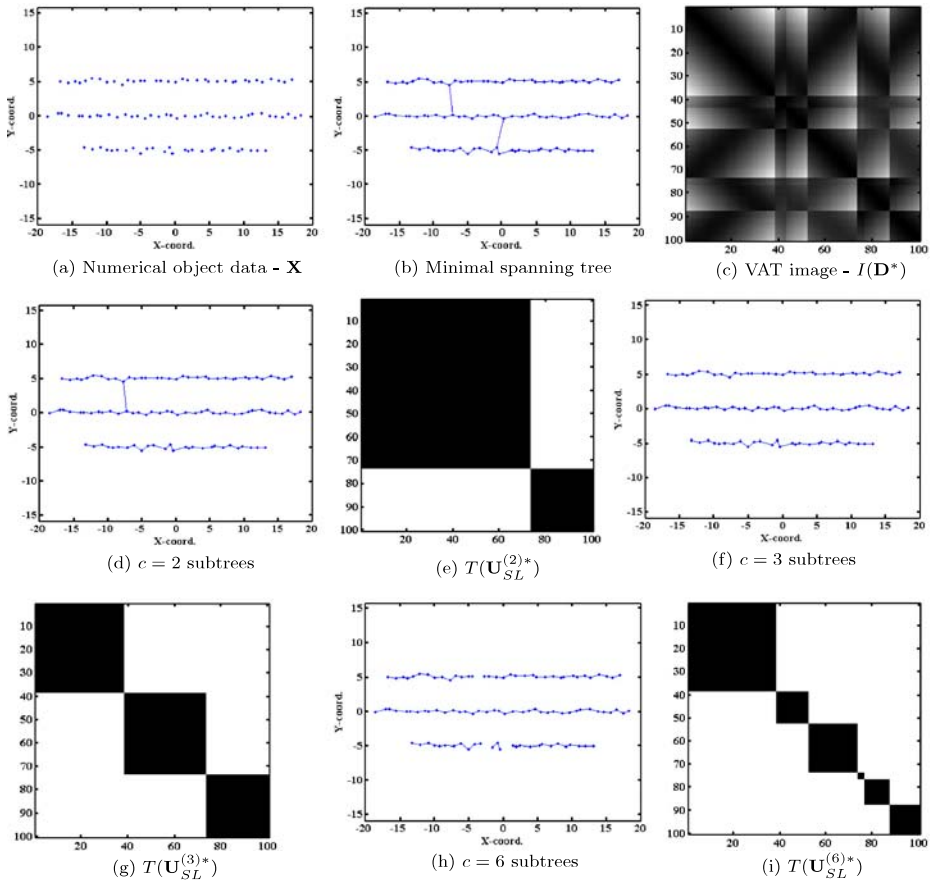 15
10
5
0
-5
-10
-15
Y-coord.
-20 -15 -10 -5 0 5 10 15 20
X-coord.
(a) Numerical object data - X
15
10
5
0
-5
-10
-15
Y-coord.
-20 -15 -10 -5 0 5 10 15 20
X-coord.
(b) Minimal spanning tree
10
20
30
40
50
60
70
80
90
100
20 40 60 80 100
(c) VAT image - I(D*)
15
10
5
0
-5
-10
-15
Y-coord.
-20 -15 -10 -5 0 5 10 15 20
X-coord.
(d) c = 2 subtrees
10
20
30
40
50
60
70
80
90
100
20 40 60 80 100
(e) T(U_{SL}^{(2)*})
15
10
5
0
-5
-10
-15
Y-coord.
-20 -15 -10 -5 0 5 10 15 20
X-coord.
(f) c = 3 subtrees
10
20
30
40
50
60
70
80
90
100
20 40 60 80 100
(g) T(U_{SL}^{(3)*})
15
10
5
0
-5
-10
-15
Y-coord.
-20 -15 -10 -5 0 5 10 15 20
X-coord.
(h) c = 6 subtrees
10
20
30
40
50
60
70
80
90
100
20 40 60 80 100
(i) T(U_{SL}^{(6)*})